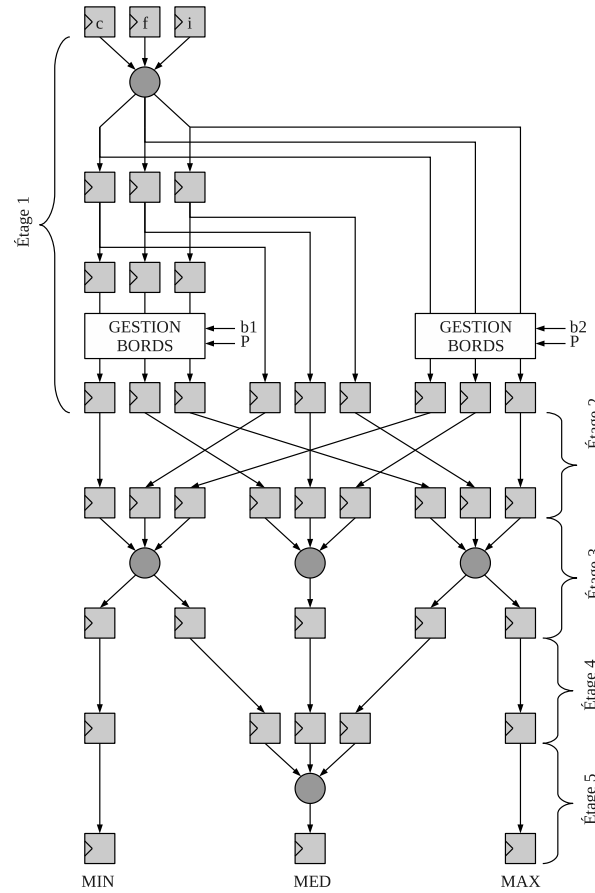 c f i
Étage 1
GESTION
BORDS
b1
P
GESTION
BORDS
b2
P
Étage 2
Étage 3
Étage 4
Étage 5
MIN MED MAX